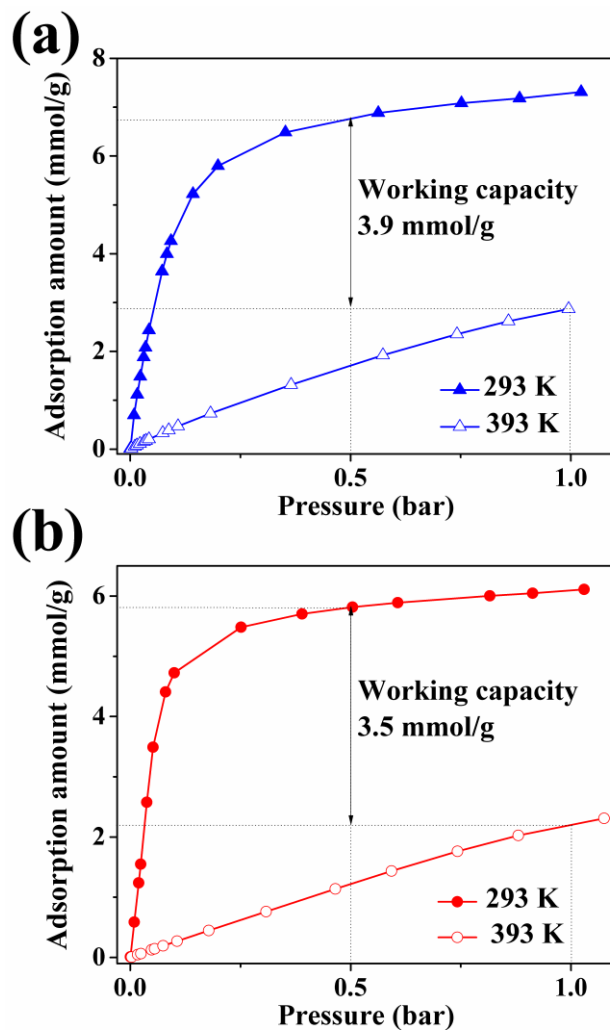 (a)
8
6
4
2
0
Adsorption amount (mmol/g)
Working capacity
3.9 mmol/g
293 K
393 K
0.0
0.5
1.0
Pressure (bar)
(b)
8
6
4
2
0
Adsorption amount (mmol/g)
Working capacity
3.5 mmol/g
293 K
393 K
0.0
0.5
1.0
Pressure (bar)